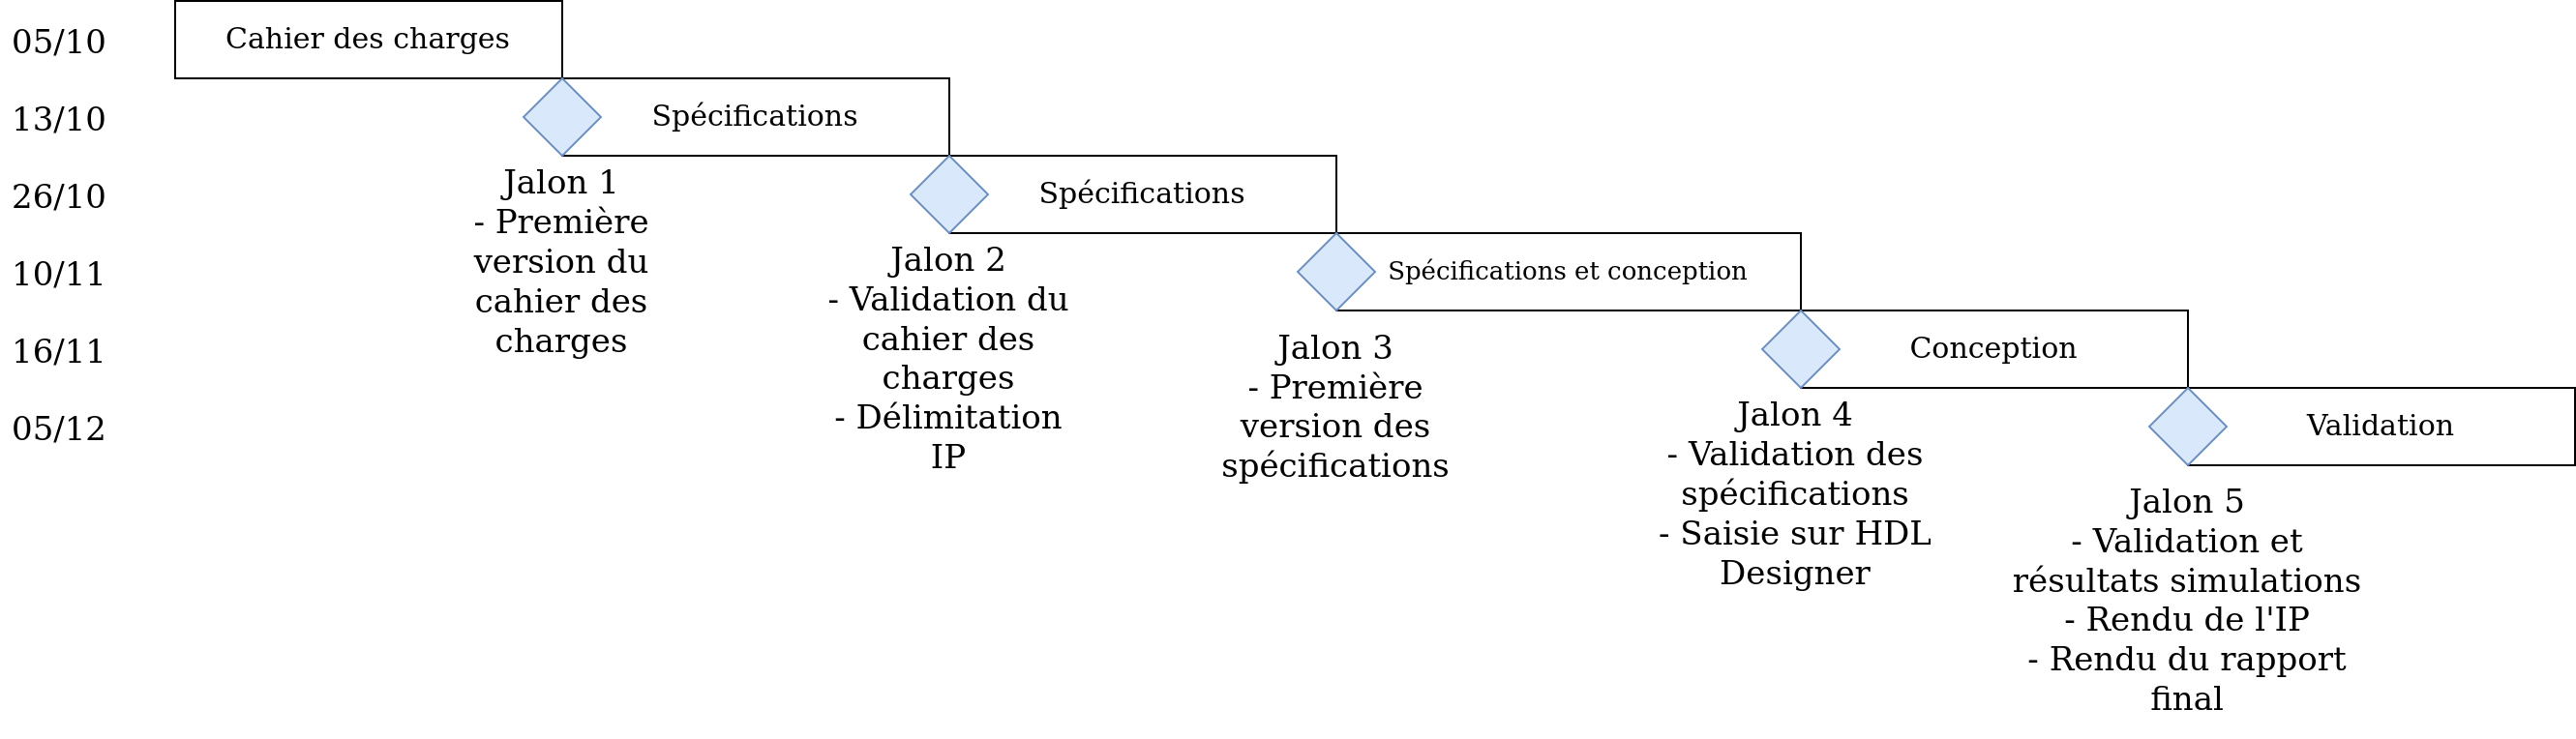 05/10
Cahier des charges
13/10
Spécifications
26/10
Spécifications
10/11
Spécifications et conception
16/11
Conception
05/12
Validation
Jalon 1
- Première
version du
cahier des
charges
Jalon 2
- Validation du
cahier des
charges
- Délimitation
IP
Jalon 3
- Première
version des
spécifications
Jalon 4
- Validation des
spécifications
- Saisie sur HDL
Designer
Jalon 5
- Validation et
résultats simulations
- Rendu de l'IP
- Rendu du rapport
final